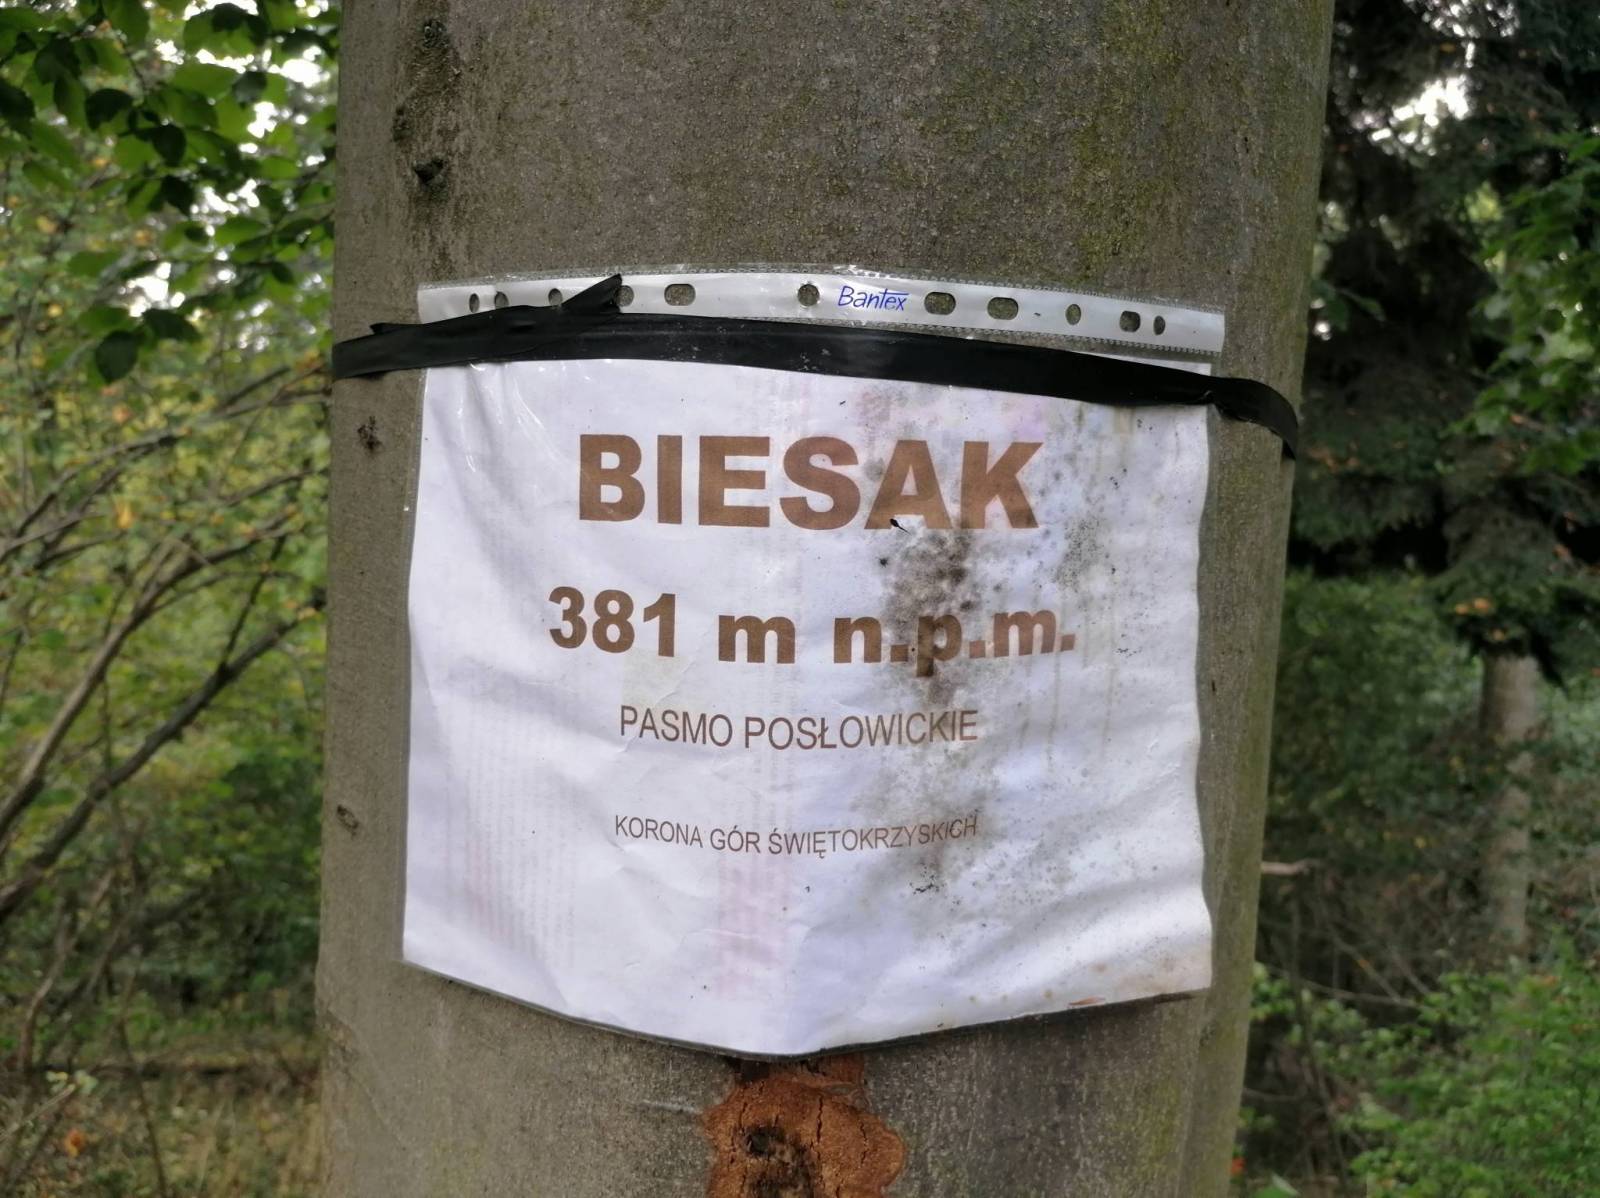 Bantex
BIESAK
381 m n.p.m.
PASMO POSŁOWICKIE
KORONA GÓR ŚWIĘTOKRZYSKICH